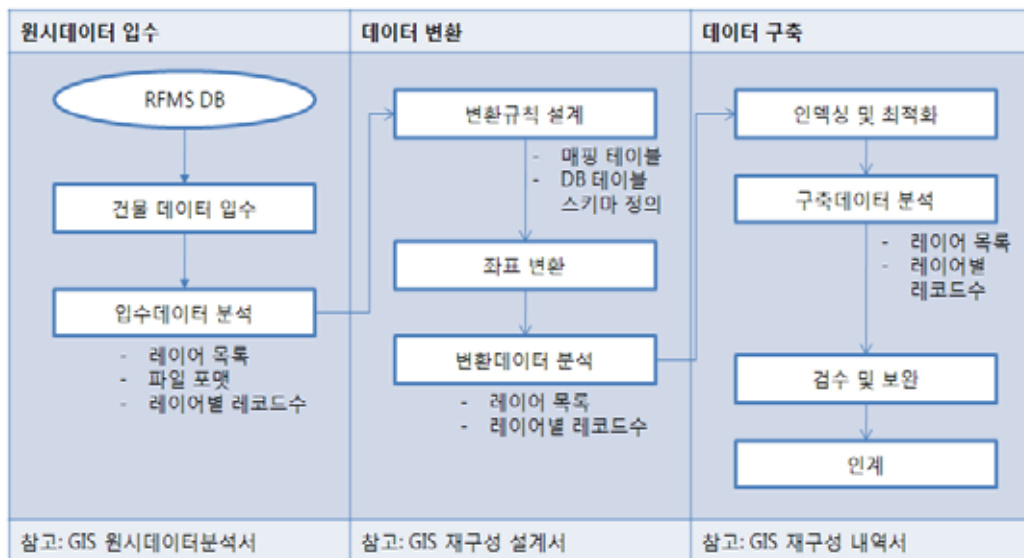 원시데이터 입수
RFMS DB
건물 데이터 입수
입수데이터 분석
- 레이어 목록
- 파일 포맷
- 레이어별 레코드수
참고: GIS 원시데이터분석서
데이터 변환
변환규칙 설계
- 매핑 테이블
- DB 테이블
스키마 정의
좌표 변환
변환데이터 분석
- 레이어 목록
- 레이어별 레코드수
참고: GIS 재구성 설계서
데이터 구축
인덱싱 및 최적화
구축데이터 분석
- 레이어 목록
- 레이어별
레코드수
검수 및 보완
인계
참고: GIS 재구성 내역서